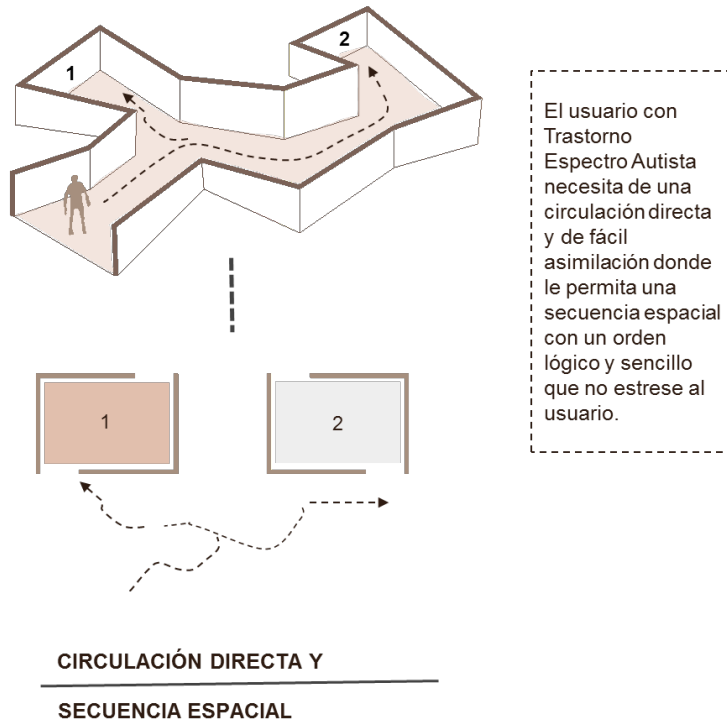 1
2
El usuario con
Trastorno
Espectro Autista
necesita de una
circulación directa
y de fácil
asimilación donde
le permita una
secuencia espacial
con un orden
lógico y sencillo
que no estrese al
usuario.
1
2
CIRCULACIÓN DIRECTA Y
SECUENCIA ESPACIAL